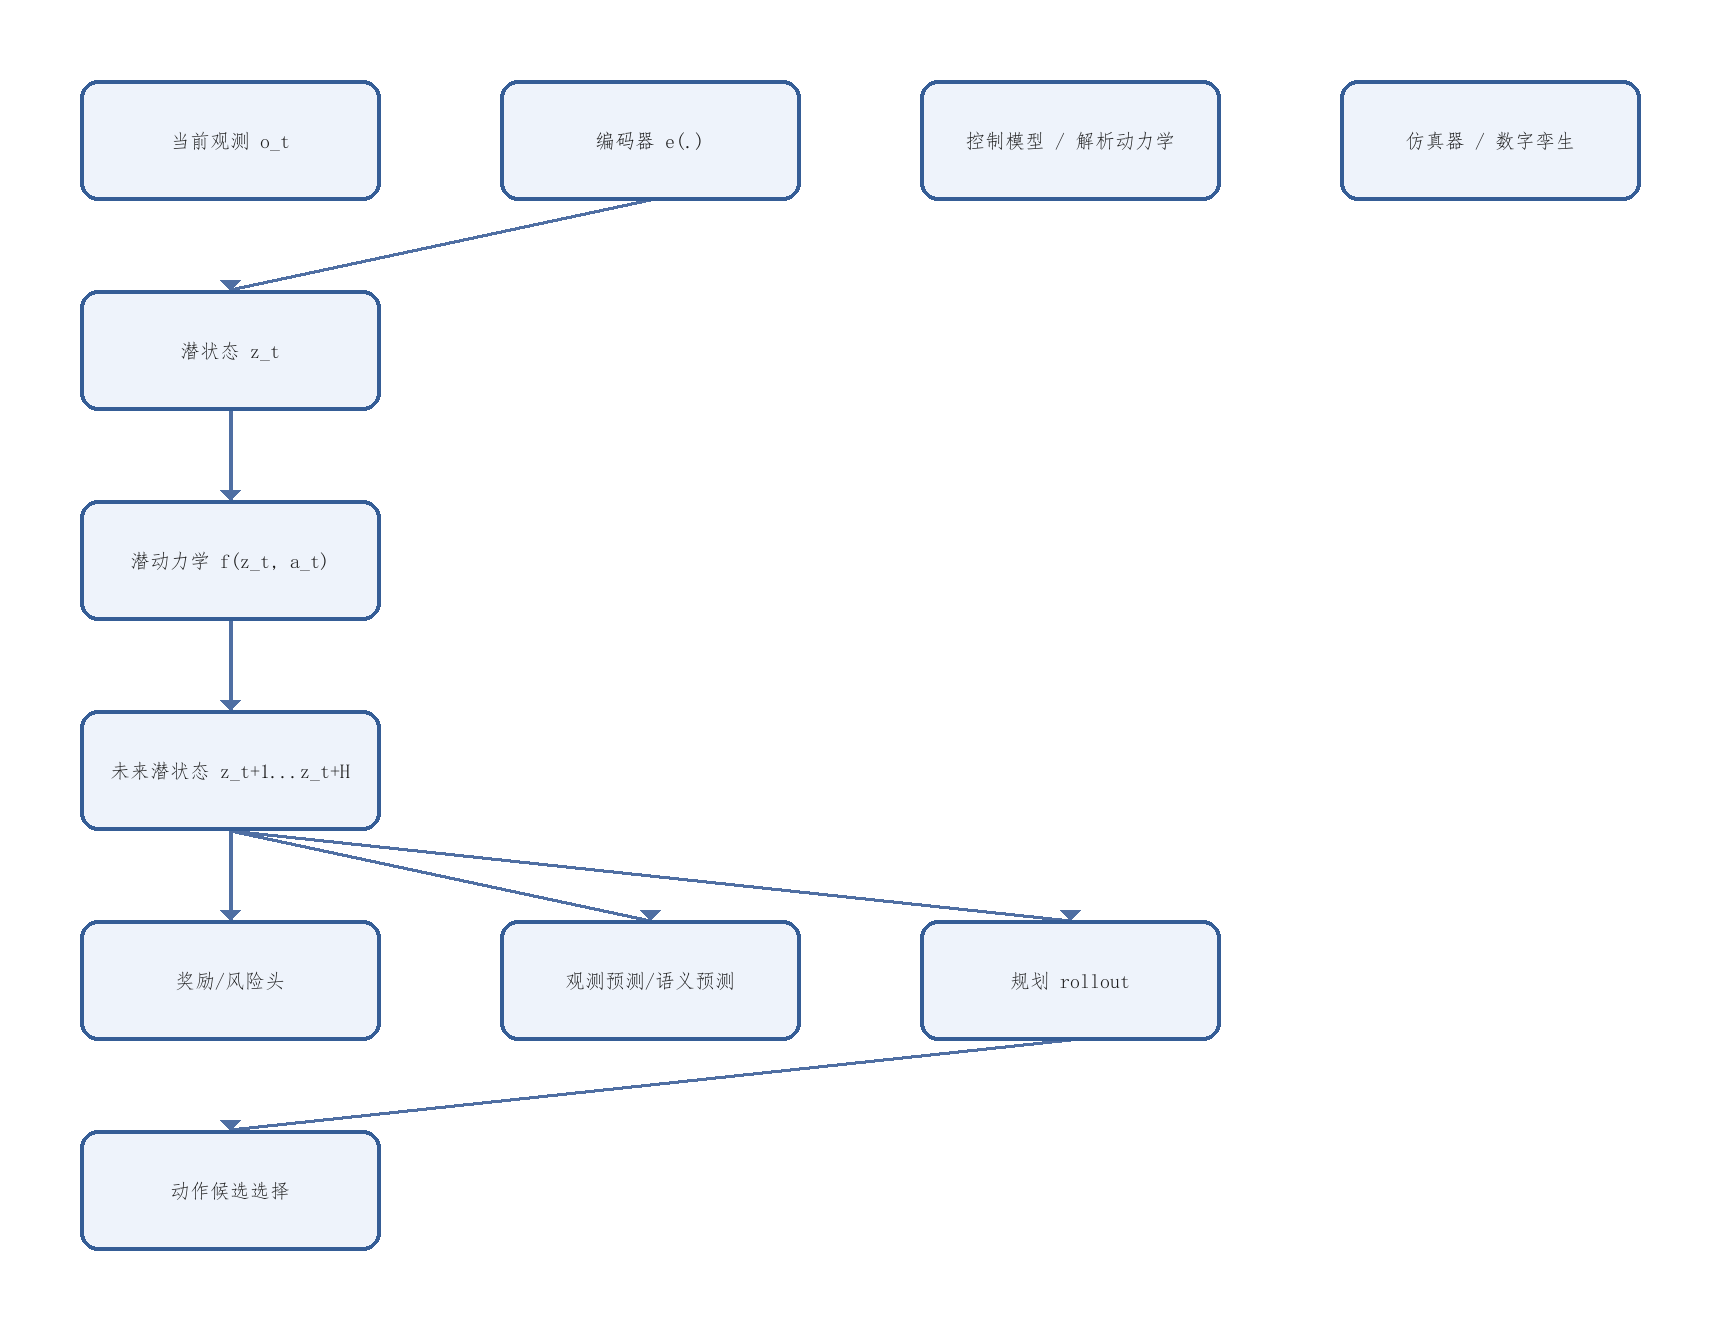 当前观测 o_t
编码器 e(.)
控制模型 / 解析动力学
仿真器 / 数字孪生
潜状态 z_t
潜动力学 f(z_t, a_t)
未来潜状态 z_t+1...z_t+H
奖励/风险头
观测预测/语义预测
规划 rollout
动作候选选择